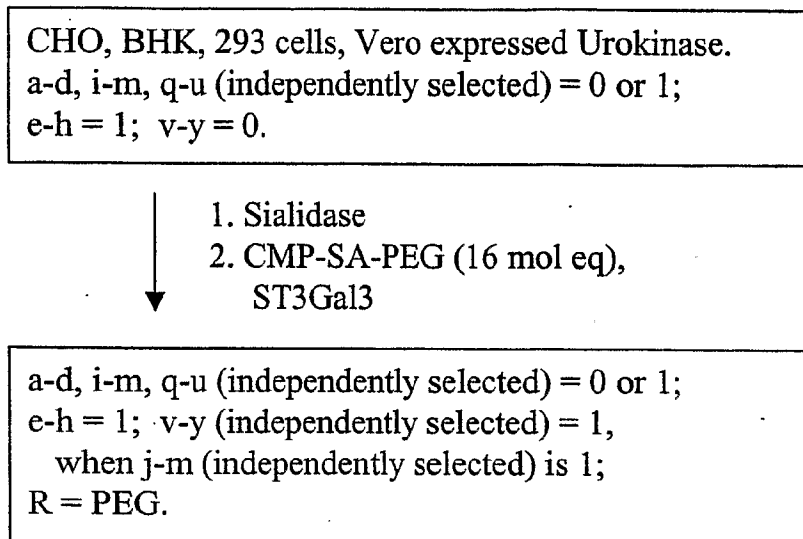 CHO, BHK, 293 cells, Vero expressed Urokinase.
a-d, i-m, q-u (independently selected) = 0 or 1;
e-h = 1; v-y = 0.
1. Sialidase
2. CMP-SA-PEG (16 mol eq),
ST3Gal3
a-d, i-m, q-u (independently selected) = 0 or 1;
e-h = 1; v-y (independently selected) = 1,
when j-m (independently selected) is 1;
R = PEG.